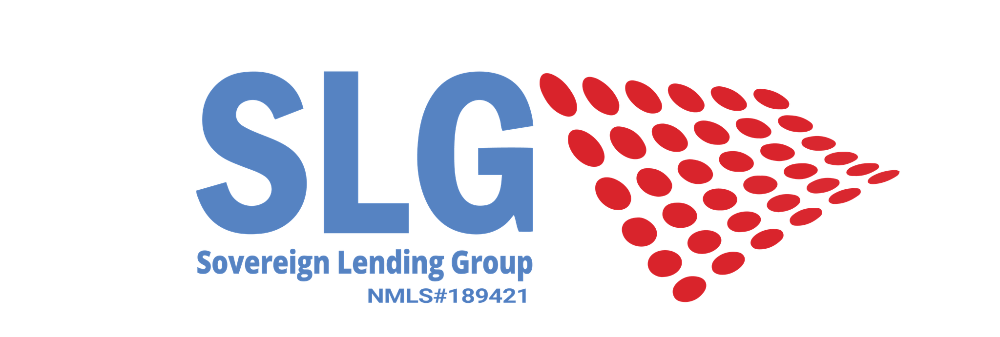 SLG
Sovereign Lending Group
NMLS#189421